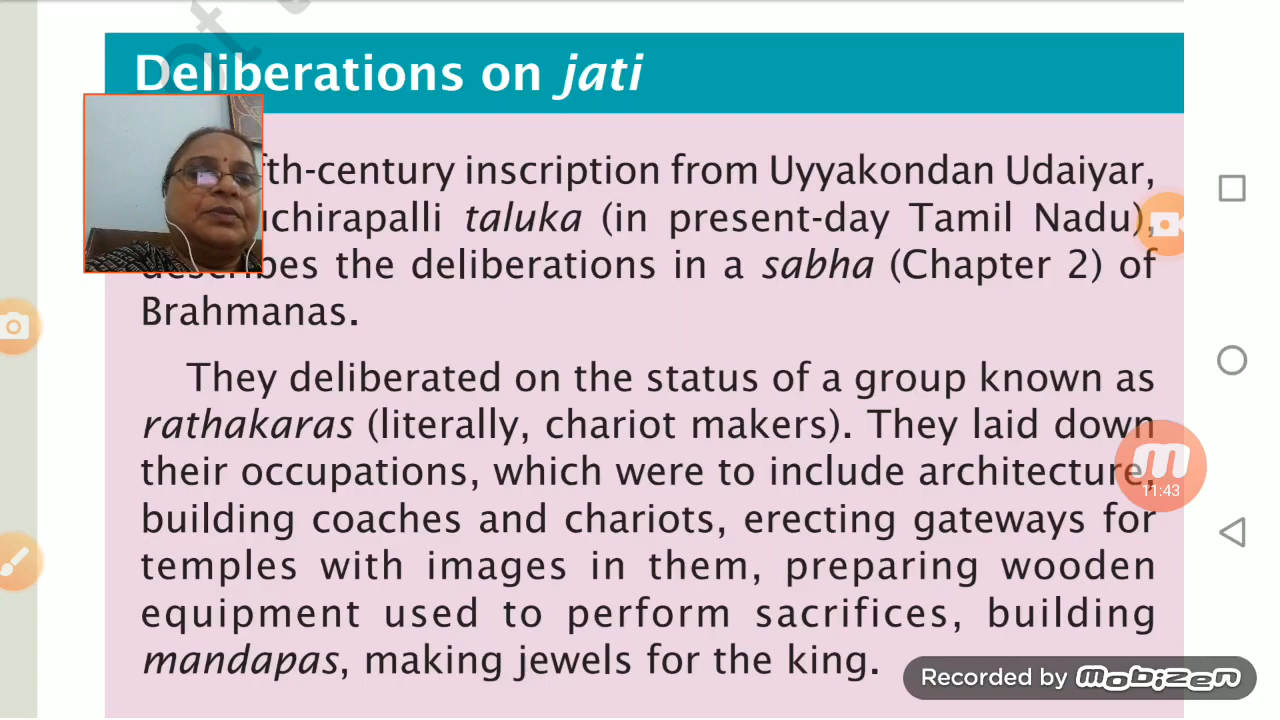 Deliberations on jati
fth-century inscription from Uyyakondan Udaiyar,
uchirapalli taluka (in present-day Tamil Nadu),
describes the deliberations in a sabha (Chapter 2) of
Brahmanas.
They deliberated on the status of a group known as
rathakaras (literally, chariot makers). They laid down
their occupations, which were to include architecture,
building coaches and chariots, erecting gateways for
temples with images in them, preparing wooden
equipment used to perform sacrifices, building
mandapas, making jewels for the king.
11:43
Recorded by mobizen